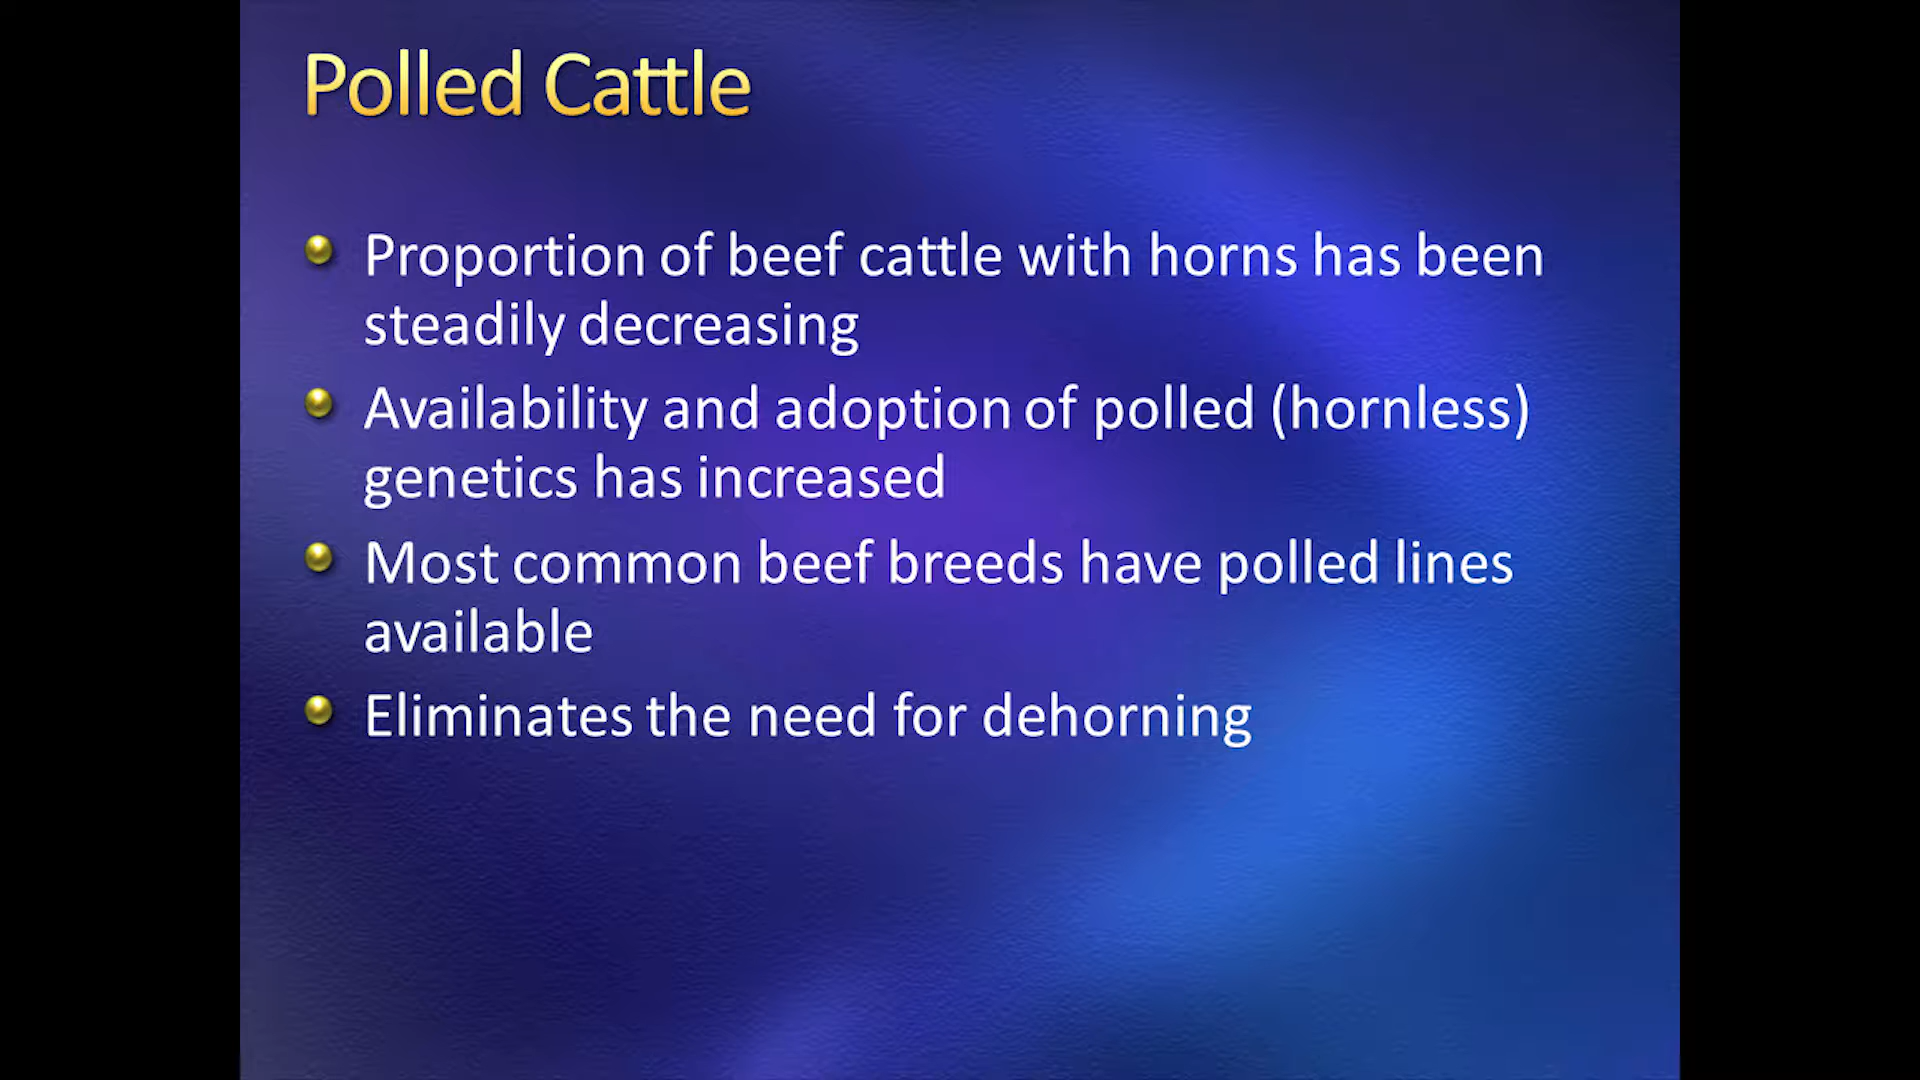 Polled Cattle
Proportion of beef cattle with horns has been
steadily decreasing
Availability and adoption of polled (hornless)
genetics has increased
Most common beef breeds have polled lines
available
Eliminates the need for dehorning